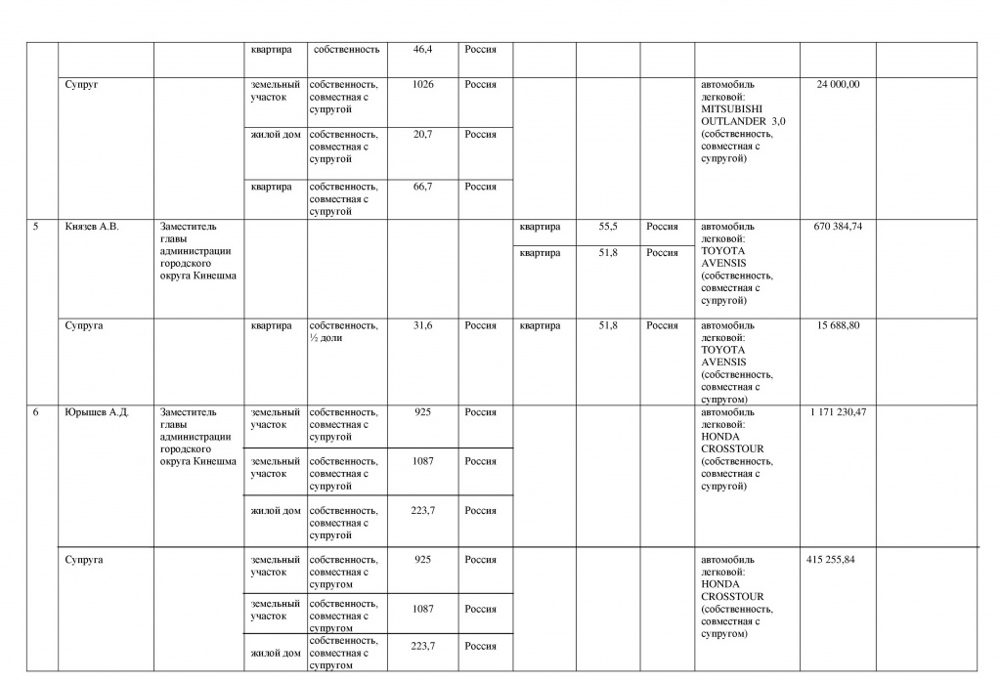 квартира собственность 46,4 Россия
Супруг земельный участок собственность, совместная с супругой 1026 Россия автомобиль легковой: MITSUBISHI OUTLANDER 3,0 (собственность, совместная с супругой) 24 000,00
жилой дом собственность, совместная с супругой 20,7 Россия
квартира собственность, совместная с супругой 66,7 Россия
5 Князев А.В. Заместитель главы администрации городского округа Кинешма квартира 55,5 Россия автомобиль легковой: TOYOTA AVENSIS (собственность, совместная с супругой) 670 384,74
квартира 51,8 Россия
Супруга квартира собственность, ½ доли 31,6 Россия квартира 51,8 Россия автомобиль легковой: TOYOTA AVENSIS (собственность, совместная с супругом) 15 688,80
6 Юрышев А.Д. Заместитель главы администрации городского округа Кинешма земельный участок собственность, совместная с супругой 925 Россия автомобиль легковой: HONDA CROSSTOUR (собственность, совместная с супругой) 1 171 230,47
земельный участок собственность, совместная с супругой 1087 Россия
жилой дом собственность, совместная с супругой 223,7 Россия
Супруга земельный участок собственность, совместная с супругом 925 Россия автомобиль легковой: HONDA CROSSTOUR (собственность, совместная с супругом) 415 255,84
земельный участок собственность, совместная с супругом 1087 Россия
жилой дом собственность, совместная с супругом 223,7 Россия